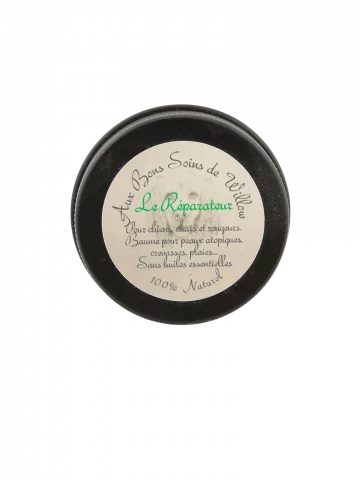 Aux Bons Soins de Willow
Le Réparateur
Pour chiens, chats et rongeurs.
Baume pour peaux atopiques,
crevasses, plaies...
Sans huiles essentielles
100% Naturel